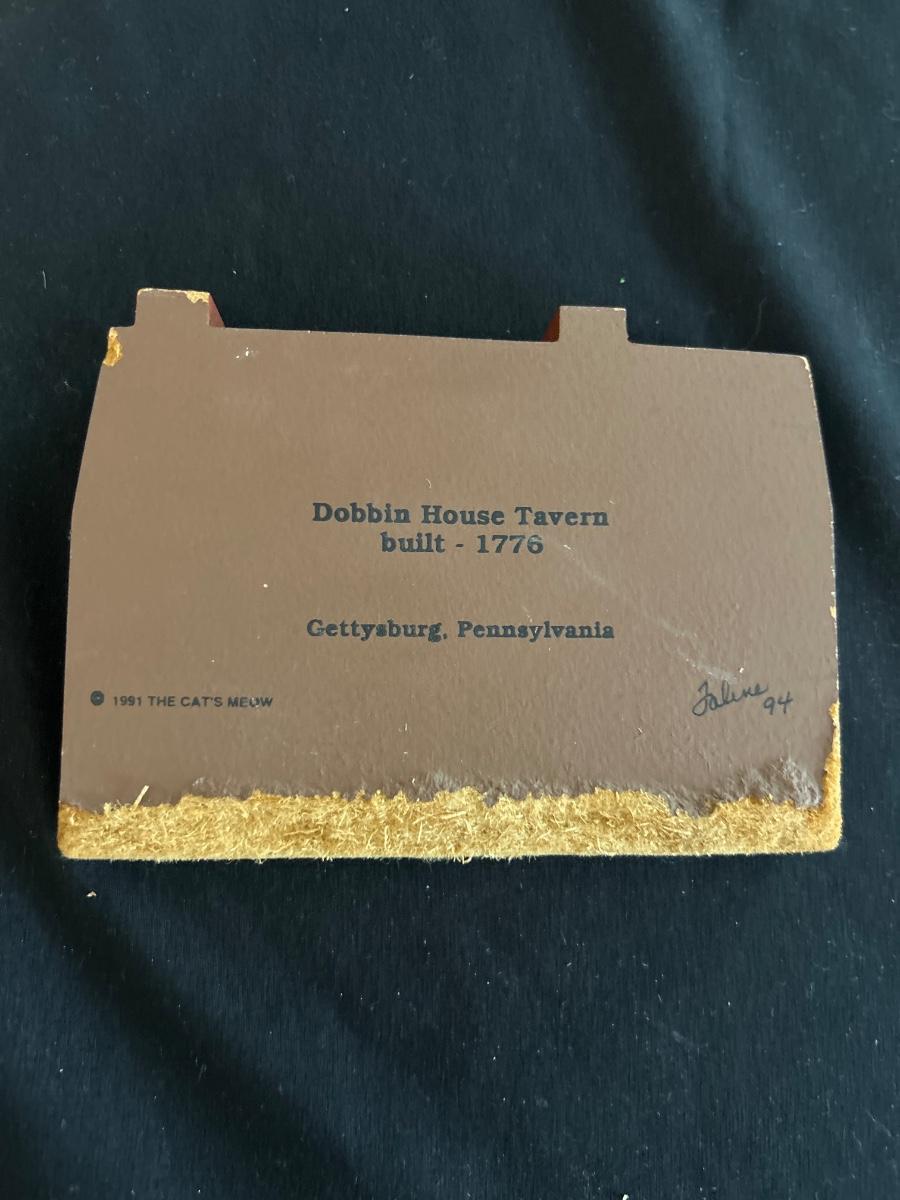 Dobbin House Tavern
built - 1776
Gettysburg, Pennsylvania
© 1991 THE CAT'S MEOW
Faline
94